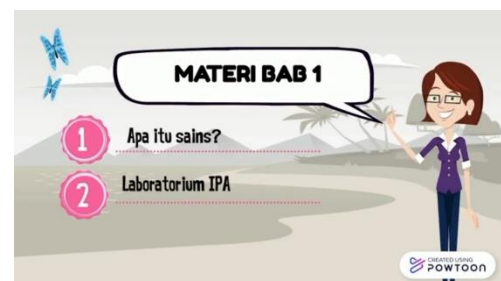 MATERI BAB 1
1 Apa itu sains?
2 Laboratorium IPA
CREATED USING
POWTOON